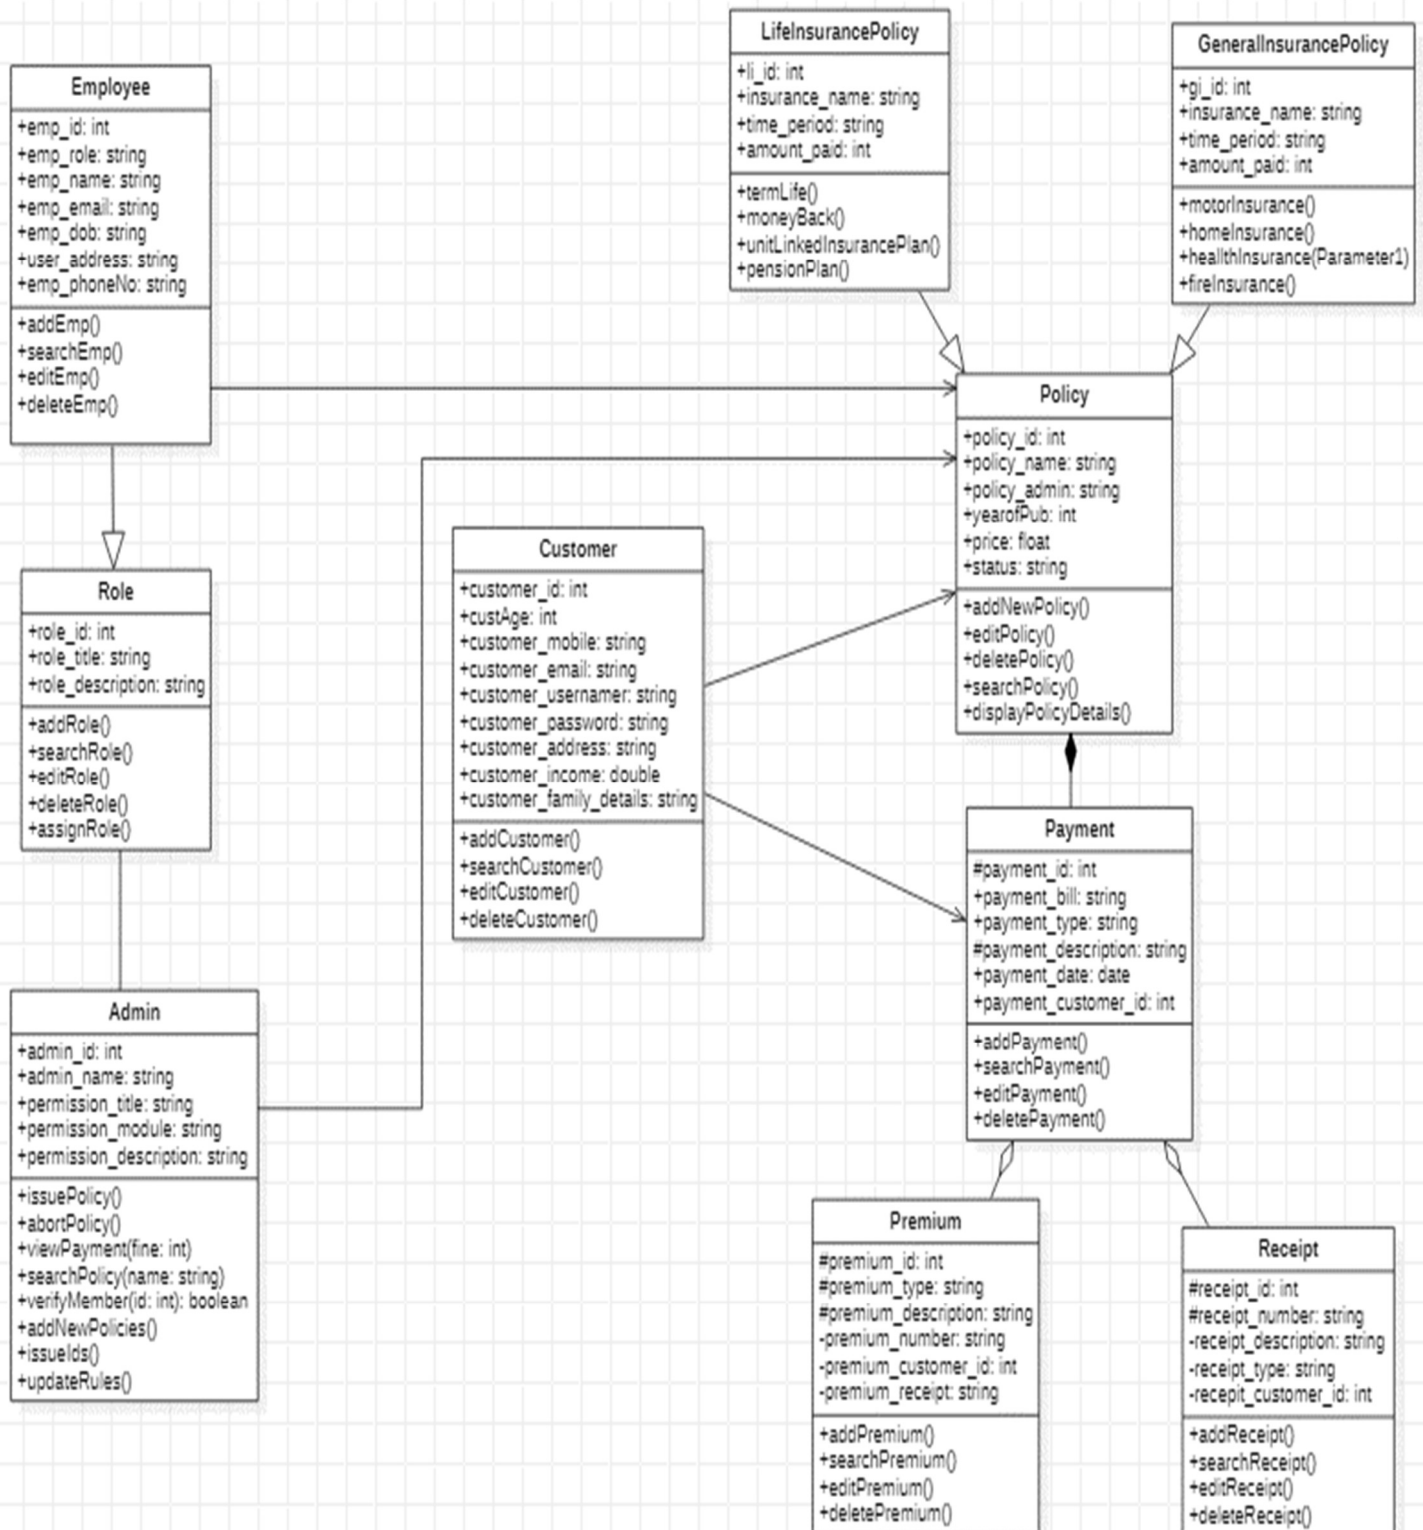 LifeInsurancePolicy
+li_id: int
+insurance_name: string
+time_period: string
+amount_paid: int
+termLife()
+moneyBack()
+unitLinkedInsurancePlan()
+pensionPlan()
GeneralInsurancePolicy
+gi_id: int
+insurance_name: string
+time_period: string
+amount_paid: int
+motorInsurance()
+homeInsurance()
+healthInsurance(Parameter1)
+fireInsurance()
Employee
+emp_id: int
+emp_role: string
+emp_name: string
+emp_email: string
+emp_dob: string
+user_address: string
+emp_phoneNo: string
+addEmp()
+searchEmp()
+editEmp()
+deleteEmp()
Policy
+policy_id: int
+policy_name: string
+policy_admin: string
+yearofPub: int
+price: float
+status: string
+addNewPolicy()
+editPolicy()
+deletePolicy()
+searchPolicy()
+displayPolicyDetails()
Customer
+customer_id: int
+custAge: int
+customer_mobile: string
+customer_email: string
+customer_usernamer: string
+customer_password: string
+customer_address: string
+customer_income: double
+customer_family_details: string
+addCustomer()
+searchCustomer()
+editCustomer()
+deleteCustomer()
Role
+role_id: int
+role_title: string
+role_description: string
+addRole()
+searchRole()
+editRole()
+deleteRole()
+assignRole()
Payment
#payment_id: int
+payment_bill: string
+payment_type: string
#payment_description: string
+payment_date: date
+payment_customer_id: int
+addPayment()
+searchPayment()
+editPayment()
+deletePayment()
Admin
+admin_id: int
+admin_name: string
+permission_title: string
+permission_module: string
+permission_description: string
+issuePolicy()
+abortPolicy()
+viewPayment(fine: int)
+searchPolicy(name: string)
+verifyMember(id: int): boolean
+addNewPolicies()
+issueIds()
+updateRules()
Premium
#premium_id: int
#premium_type: string
#premium_description: string
-premium_number: string
-premium_customer_id: int
-premium_receipt: string
+addPremium()
+searchPremium()
+editPremium()
+deletePremium()
Receipt
#receipt_id: int
#receipt_number: string
-receipt_description: string
-receipt_type: string
-recepit_customer_id: int
+addReceipt()
+searchReceipt()
+editReceipt()
+deleteReceipt()